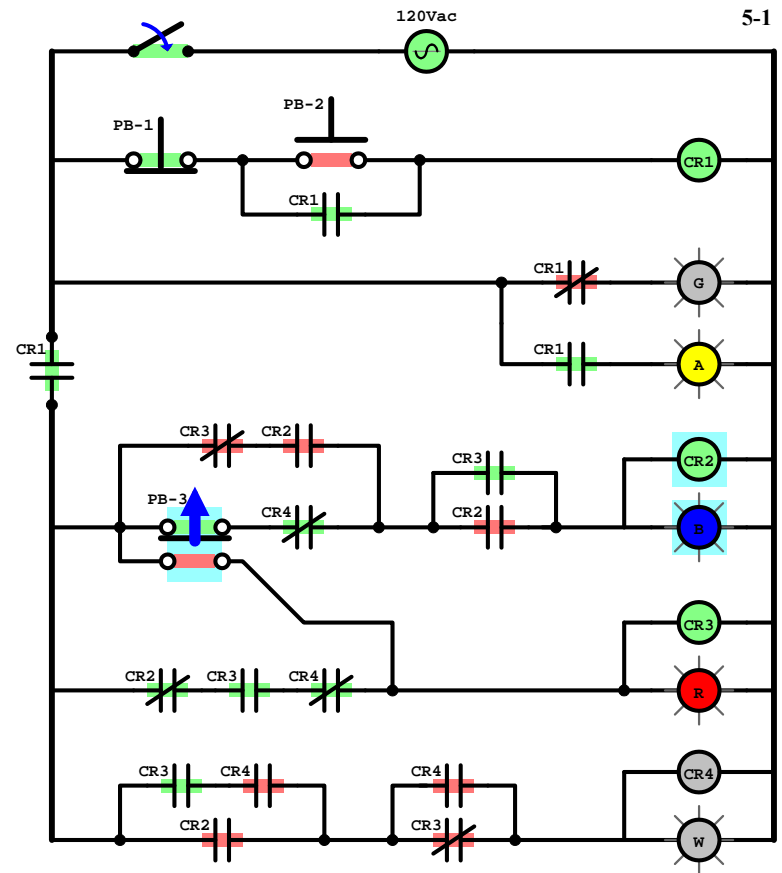 120Vac 5-1
PB-1 PB-2
CR1
CR1
CR1 G
CR1 A
CR1
CR3 CR2
CR3 CR2
PB-3 CR4 CR2 B
CR3
CR2 CR3 CR4 R
CR3 CR4 CR4 CR4
CR2 CR3 W